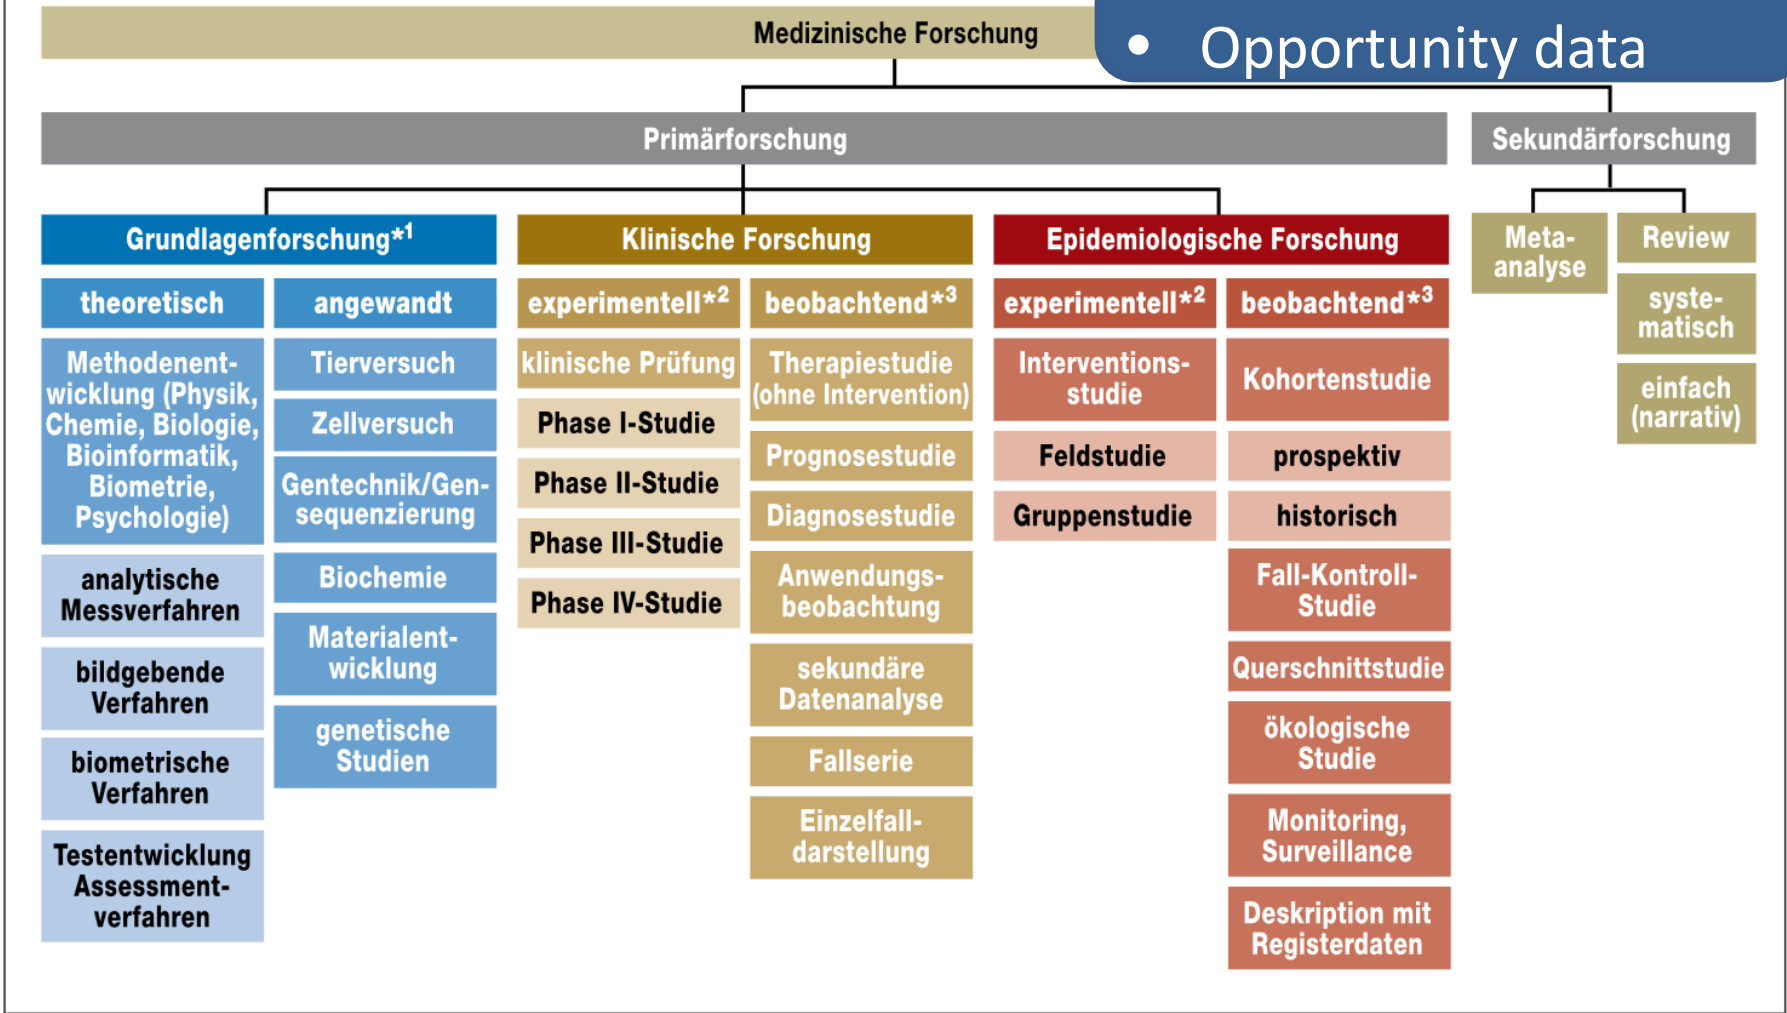 Medizinische Forschung
• Opportunity data
Primärforschung
Sekundärforschung
Grundlagenforschung*1
theoretisch
Methodenent-
wicklung (Physik,
Chemie, Biologie,
Bioinformatik,
Biometrie,
Psychologie)
analytische
Messverfahren
bildgebende
Verfahren
biometrische
Verfahren
Testentwicklung
Assessment-
verfahren
angewandt
Tierversuch
Zellversuch
Gentechnik/Gen-
sequenzierung
Biochemie
Materialent-
wicklung
genetische
Studien
Klinische Forschung
experimentell*2
klinische Prüfung
Phase I-Studie
Phase II-Studie
Phase III-Studie
Phase IV-Studie
beobachtend*3
Therapiestudie
(ohne Intervention)
Prognosestudie
Diagnosestudie
Anwendungs-
beobachtung
sekundäre
Datenanalyse
Fallserie
Einzelfall-
darstellung
Epidemiologische Forschung
experimentell*2
Interventions-
studie
Feldstudie
Gruppenstudie
beobachtend*3
Kohortenstudie
prospektiv
historisch
Fall-Kontroll-
Studie
Querschnittstudie
ökologische
Studie
Monitoring,
Surveillance
Deskription mit
Registerdaten
Meta-
analyse
Review
syste-
matisch
einfach
(narrativ)